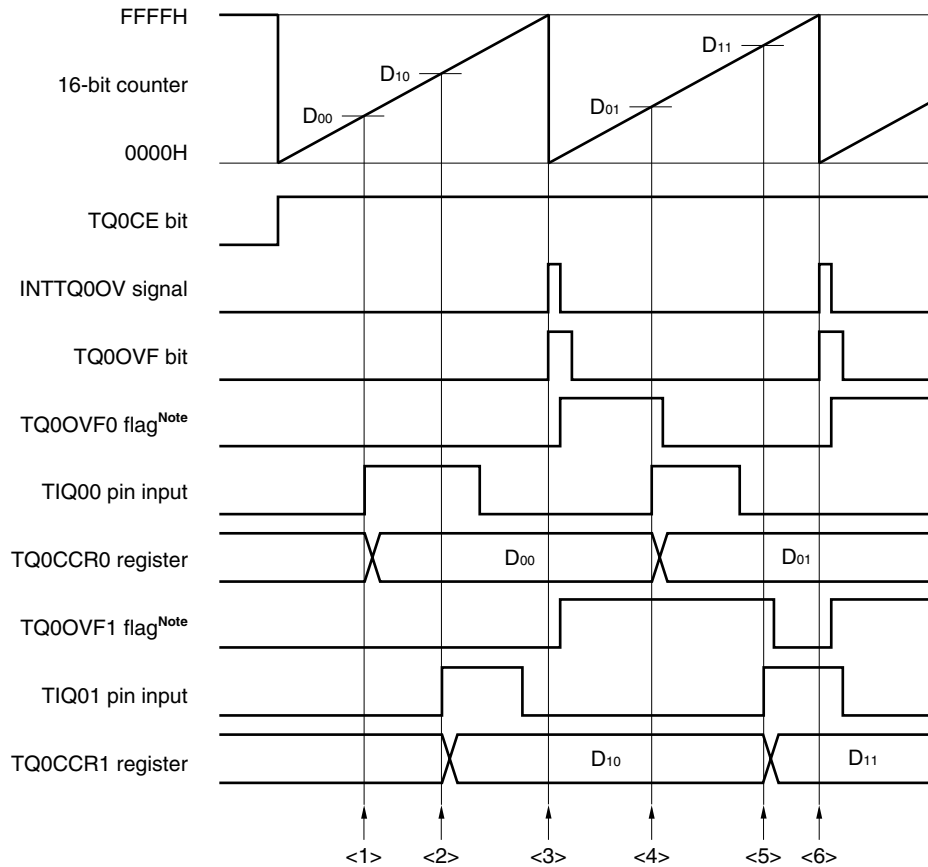 FFFFH
D10
D11
16-bit counter
D00
D01
0000H
TQ0CE bit
INTTQ0OV signal
TQ0OVF bit
TQ0OVF0 flagNote
TIQ00 pin input
TQ0CCR0 register
D00
D01
TQ0OVF1 flagNote
TIQ01 pin input
TQ0CCR1 register
D10
D11
<1> <2> <3> <4> <5> <6>